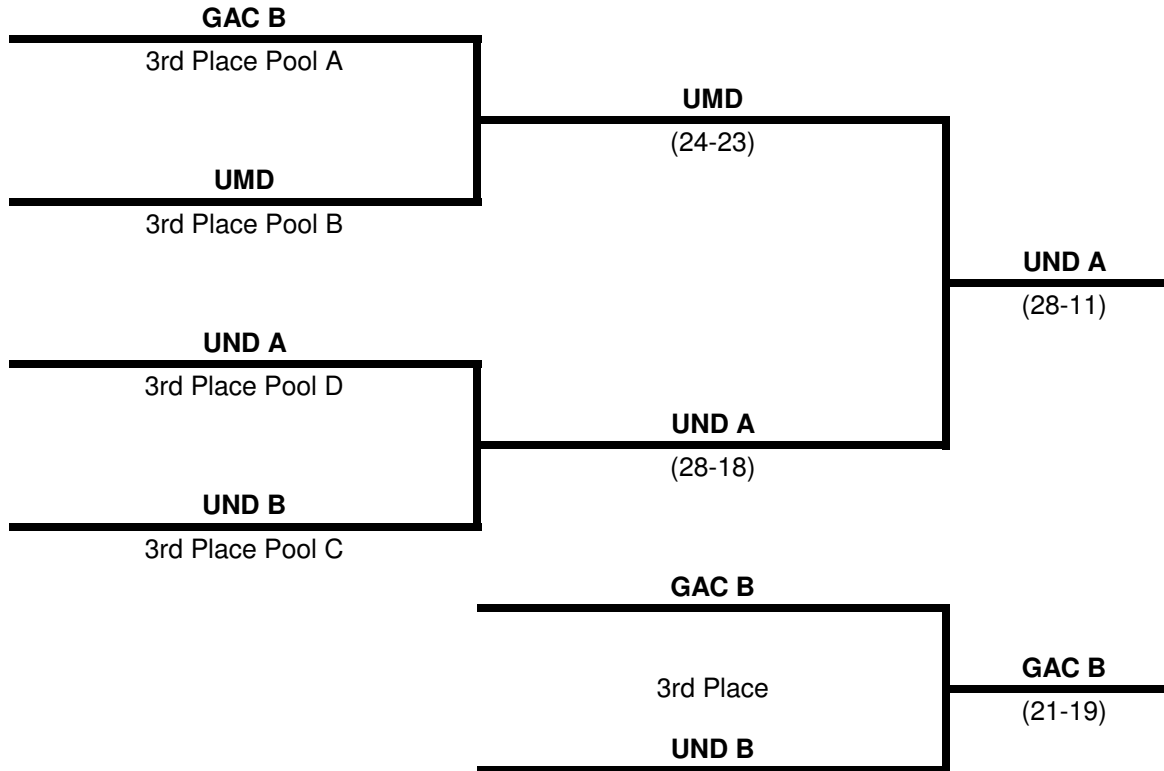 GAC B
3rd Place Pool A
UMD
(24-23)
UMD
3rd Place Pool B
UND A
(28-11)
UND A
3rd Place Pool D
UND A
(28-18)
UND B
3rd Place Pool C
GAC B
3rd Place
GAC B
(21-19)
UND B